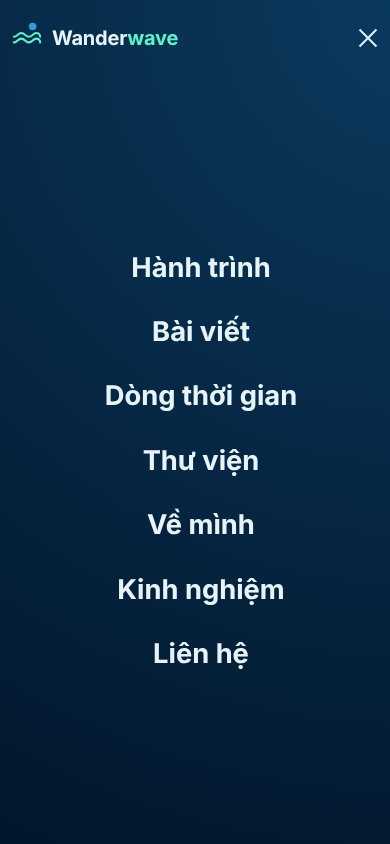 Wanderwave
Hành trình
Bài viết
Dòng thời gian
Thư viện
Về mình
Kinh nghiệm
Liên hệ